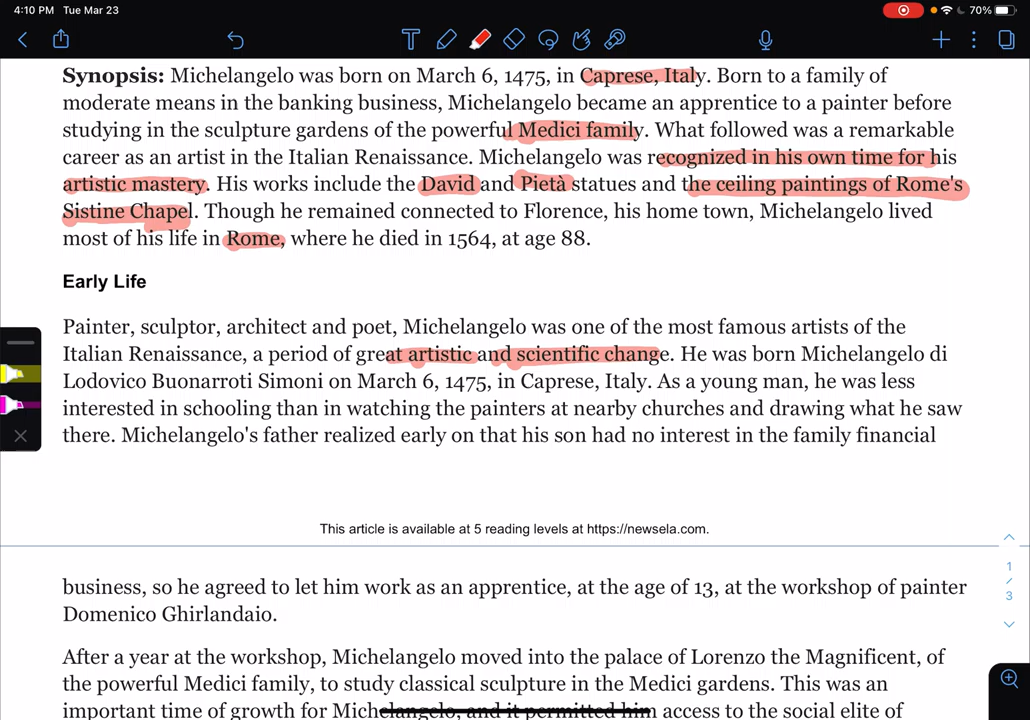 4:10 PM Tue Mar 23
70%
Synopsis: Michelangelo was born on March 6, 1475, in Caprese, Italy. Born to a family of
moderate means in the banking business, Michelangelo became an apprentice to a painter before
studying in the sculpture gardens of the powerful Medici family. What followed was a remarkable
career as an artist in the Italian Renaissance. Michelangelo was recognized in his own time for his
artistic mastery. His works include the David and Pietà statues and the ceiling paintings of Rome's
Sistine Chapel. Though he remained connected to Florence, his home town, Michelangelo lived
most of his life in Rome, where he died in 1564, at age 88.
Early Life
Painter, sculptor, architect and poet, Michelangelo was one of the most famous artists of the
Italian Renaissance, a period of great artistic and scientific change. He was born Michelangelo di
Lodovico Buonarroti Simoni on March 6, 1475, in Caprese, Italy. As a young man, he was less
interested in schooling than in watching the painters at nearby churches and drawing what he saw
there. Michelangelo's father realized early on that his son had no interest in the family financial
This article is available at 5 reading levels at https://newsela.com.
1
/
3
business, so he agreed to let him work as an apprentice, at the age of 13, at the workshop of painter
Domenico Ghirlandaio.
After a year at the workshop, Michelangelo moved into the palace of Lorenzo the Magnificent, of
the powerful Medici family, to study classical sculpture in the Medici gardens. This was an
important time of growth for Michelangelo, and it permitted him access to the social elite of